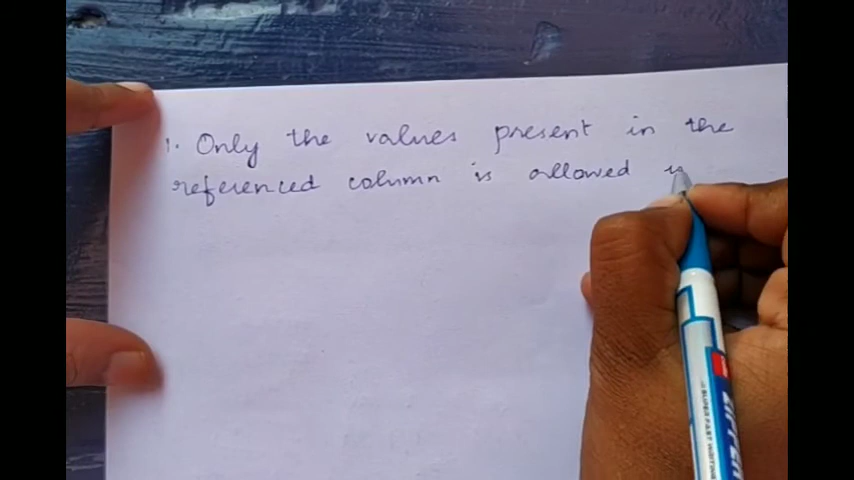 1. Only the values present in the
referenced column is allowed